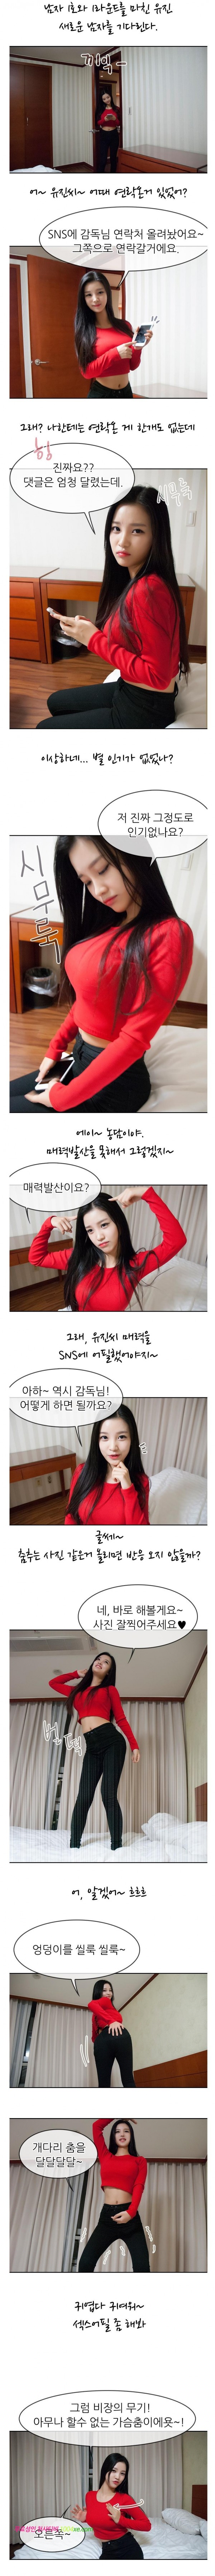 남자 1호와 1라운드를 마친 유진
새로운 남자를 기다린다.
끼익-
어~ 유진씨~ 어때 연락온거 있었어?
SNS에 감독님 연락처 올려놨어요~
그쪽으로 연락갈거에요.
그래? 나한테는 연락온 게 한개도 없는데
힝
진짜요??
댓글은 엄청 달렸는데.
시무룩
이상하네... 별 인기가 없었나?
저 진짜 그정도로
인기없나요?
시무룩
에이~ 농담이야.
매력발산을 못해서 그렇겠지~
매력발산이요?
그래, 유진씨 매력을
SNS에 어필했어야지~
아하~ 역시 감독님!
어떻게 하면 될까요?
글쎄~
춤추는 사진 같은거 올리면 반응 오지 않을까?
네, 바로 해볼게요~
사진 잘찍어주세요♥
번떡
어, 알겠어~ 흐흐흐
엉덩이를 씰룩 씰룩~
개다리 춤을
달달달달~
귀엽다 귀여워~
섹스어필 좀 해봐
그럼 비장의 무기!
아무나 할수 없는 가슴춤이에욧~!
오른쪽~